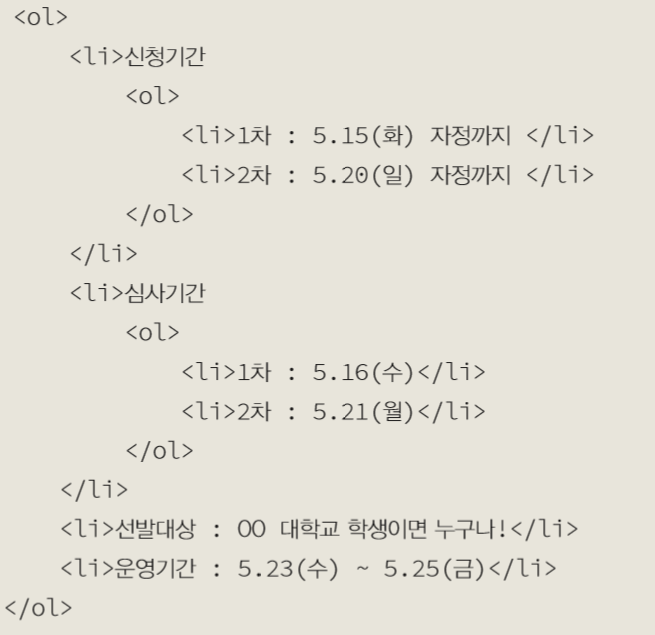 <ol>
<li>신청기간
<ol>
<li>1차 : 5.15(화) 자정까지 </li>
<li>2차 : 5.20(일) 자정까지 </li>
</ol>
</li>
<li>심사기간
<ol>
<li>1차 : 5.16(수)</li>
<li>2차 : 5.21(월)</li>
</ol>
</li>
<li>선발대상 : OO 대학교 학생이면 누구나!</li>
<li>운영기간 : 5.23(수) ~ 5.25(금)</li>
</ol>